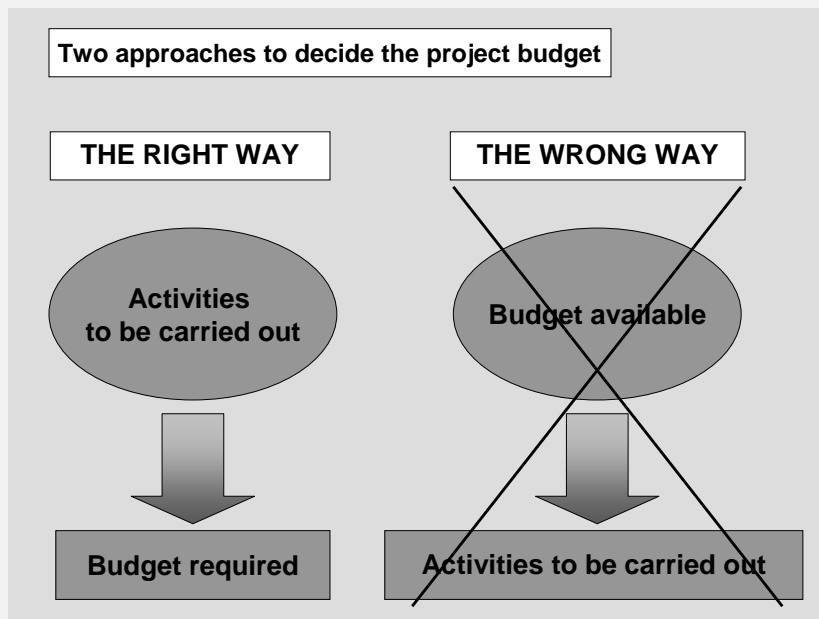 Two approaches to decide the project budget
THE RIGHT WAY
Activities
to be carried out
Budget required
THE WRONG WAY
Budget available
Activities to be carried out